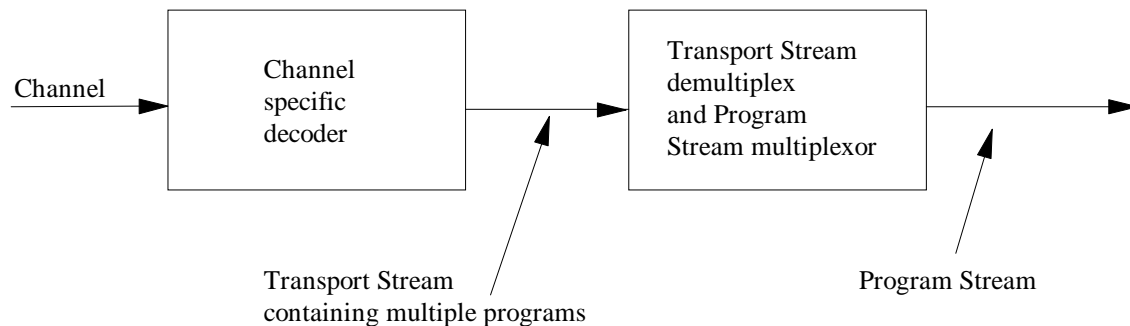 Channel
Channel
specific
decoder
Transport Stream
demultiplex
and Program
Stream multiplexor
Transport Stream
containing multiple programs
Program Stream